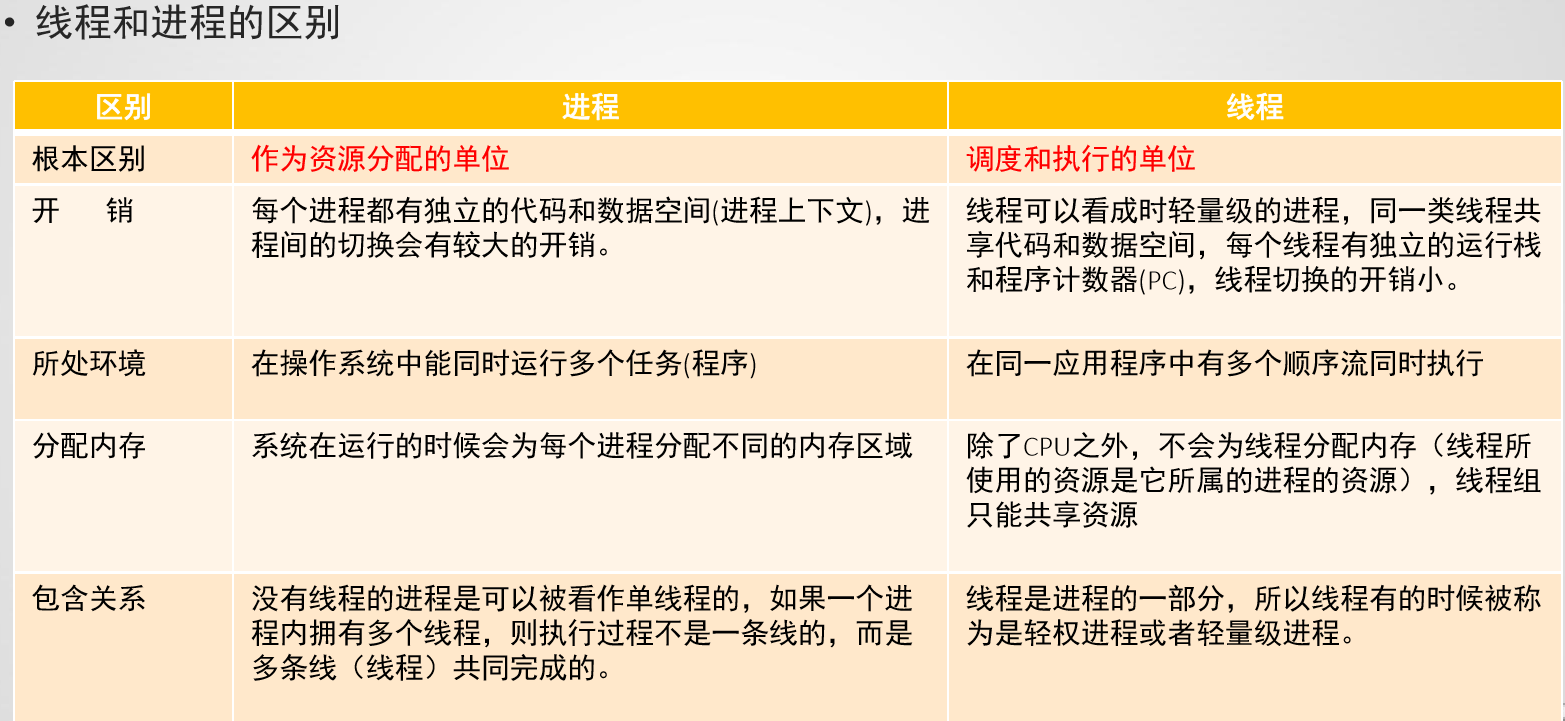 • 线程和进程的区别
区别 进程 线程
根本区别 作为资源分配的单位 调度和执行的单位
开 销
每个进程都有独立的代码和数据空间(进程上下文)，进
程间的切换会有较大的开销。
线程可以看成时轻量级的进程，同一类线程共
享代码和数据空间，每个线程有独立的运行栈
和程序计数器(PC)，线程切换的开销小。
所处环境
在操作系统中能同时运行多个任务(程序)
在同一应用程序中有多个顺序流同时执行
分配内存
系统在运行的时候会为每个进程分配不同的内存区域
除了CPU之外，不会为线程分配内存（线程所
使用的资源是它所属的进程的资源），线程组
只能共享资源
包含关系
没有线程的进程是可以被看作单线程的，如果一个进
程内拥有多个线程，则执行过程不是一条线的，而是
多条线（线程）共同完成的。
线程是进程的一部分，所以线程有的时候被称
为是轻权进程或者轻量级进程。